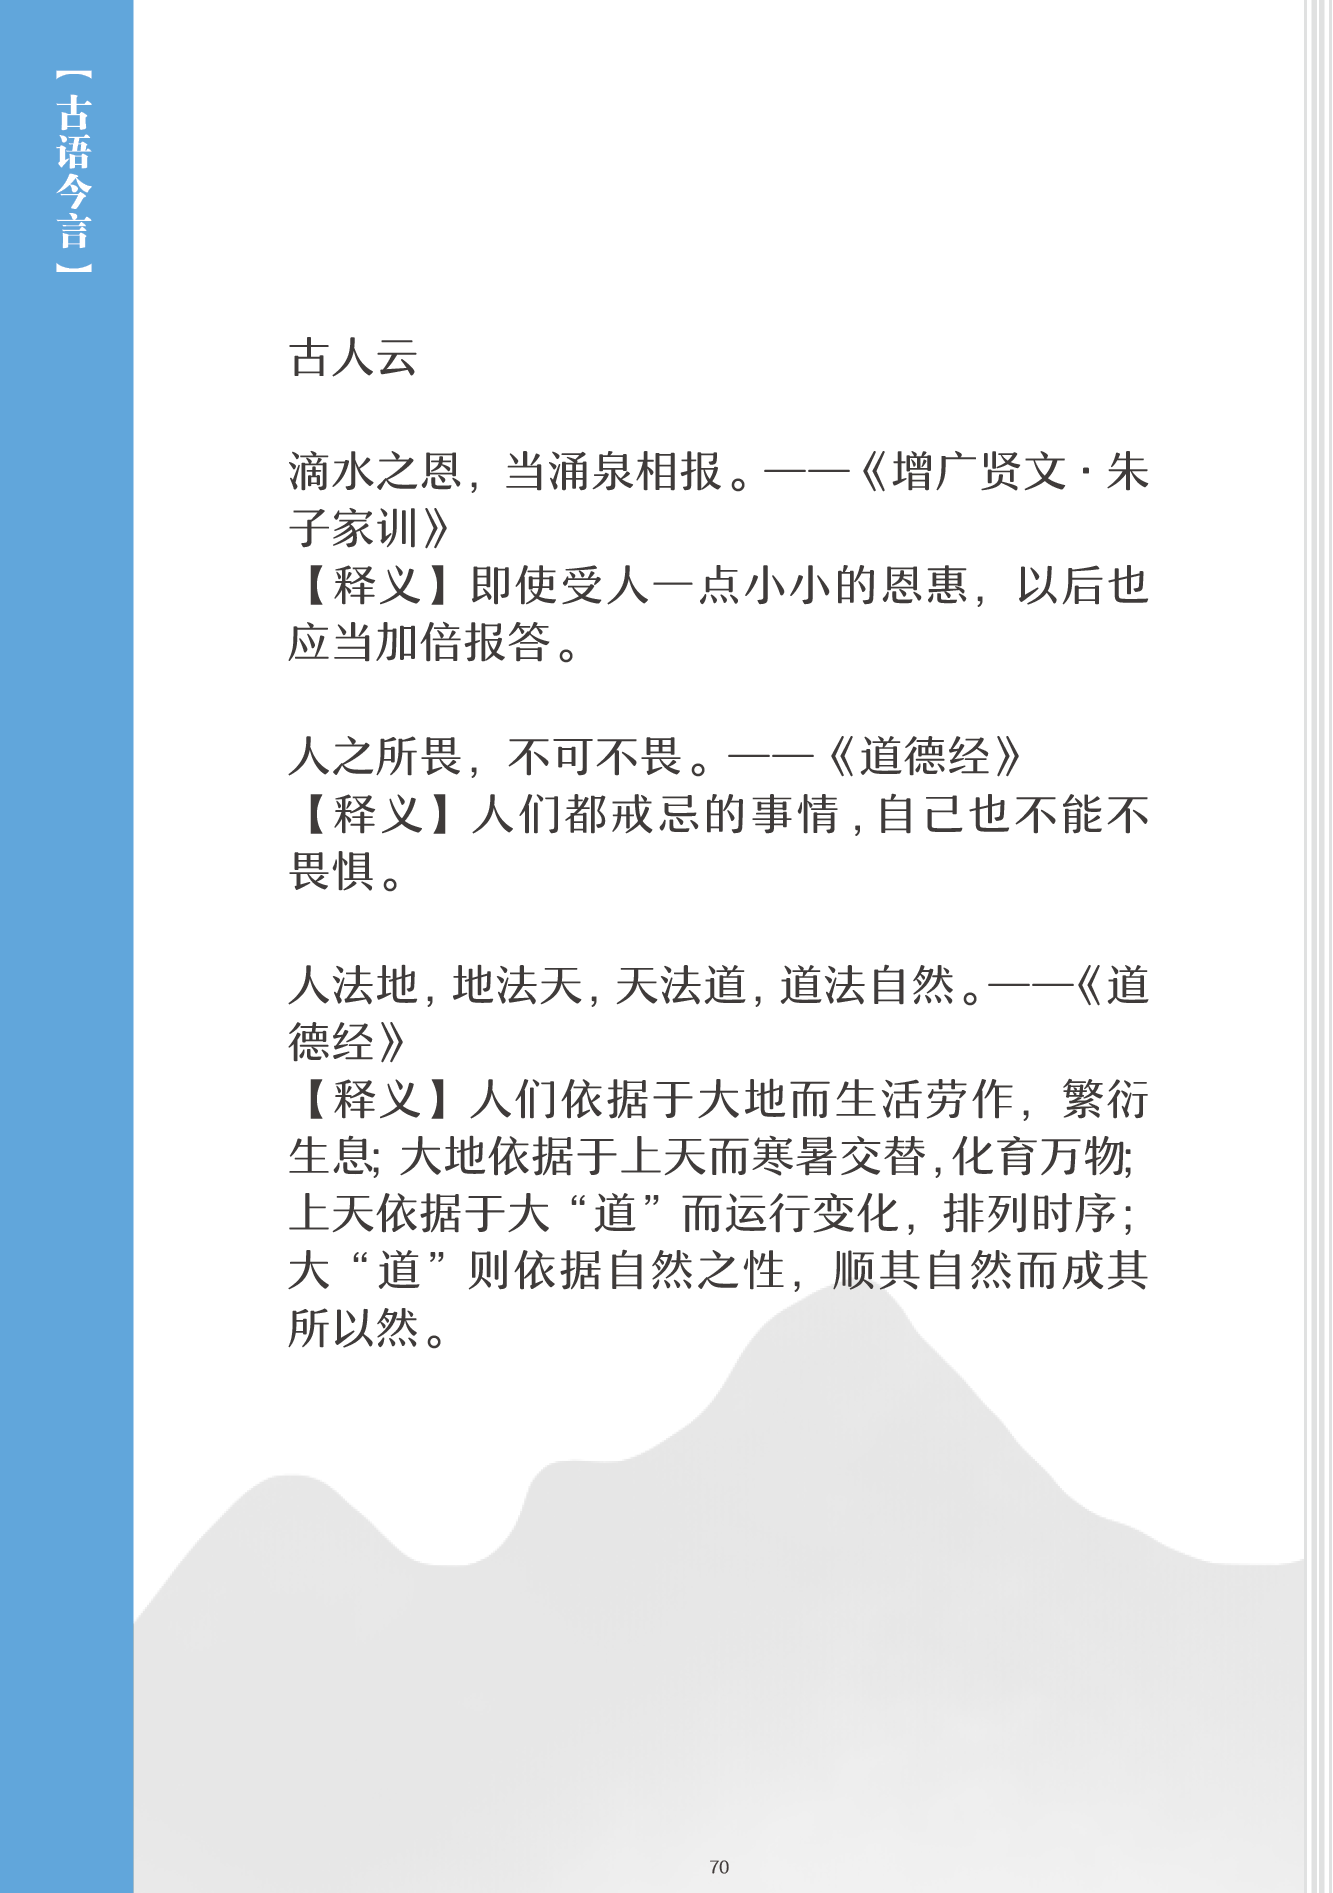 【古语今言】
古人云
滴水之恩，当涌泉相报。——《增广贤文·朱
子家训》
【释义】即使受人一点小小的恩惠，以后也
应当加倍报答。
人之所畏，不可不畏。——《道德经》
【释义】人们都戒忌的事情,自己也不能不
畏惧。
人法地,地法天,天法道,道法自然。——《道
德经》
【释义】人们依据于大地而生活劳作，繁衍
生息;大地依据于上天而寒暑交替,化育万物;
上天依据于大“道”而运行变化，排列时序;
大“道”则依据自然之性，顺其自然而成其
所以然。
70